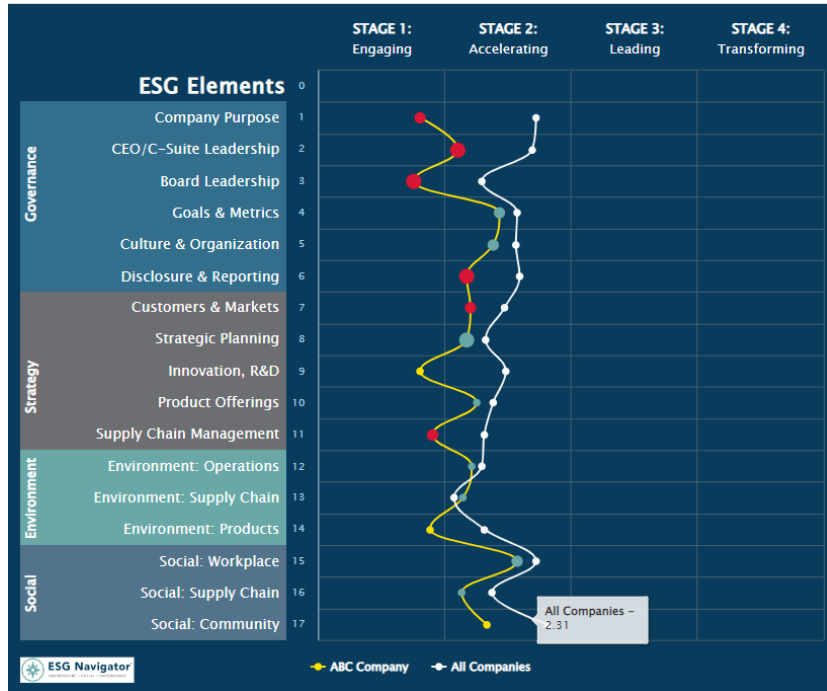 STAGE 1: STAGE 2: STAGE 3: STAGE 4:
Engaging Accelerating Leading Transforming
ESG Elements 0
Governance
Company Purpose 1
CEO/C-Suite Leadership 2
Board Leadership 3
Goals & Metrics 4
Culture & Organization 5
Disclosure & Reporting 6
Strategy
Customers & Markets 7
Strategic Planning 8
Innovation, R&D 9
Product Offerings 10
Supply Chain Management 11
Environment
Environment: Operations 12
Environment: Supply Chain 13
Environment: Products 14
Social
Social: Workplace 15
Social: Supply Chain 16
Social: Community 17
All Companies –
2.31
ESG Navigator
ABC Company All Companies